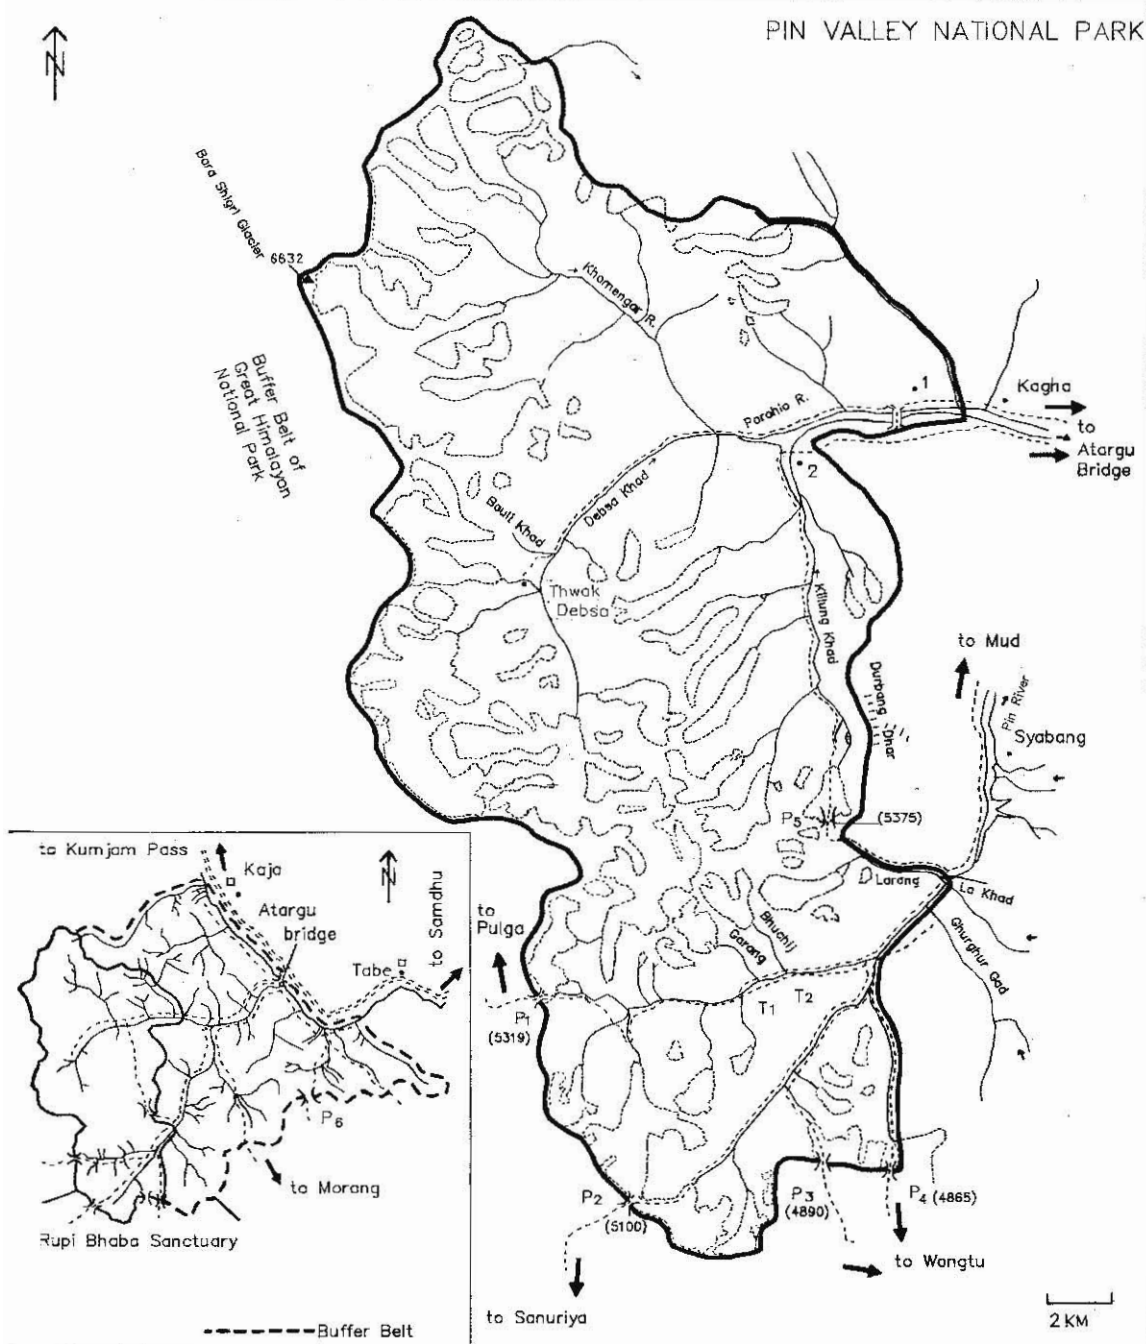 PIN VALLEY NATIONAL PARK
N
Bara Shigri Glacier
6632
Khamengar R.
Buffer Belt of
Great Himalayan
National Park
1
Kagha
Parahio R.
to
Atargu
Bridge
2
Debsa Khad
Bauli Khad
Thwak
Debsa
Killung Khad
to Mud
Durbang
Dhar
Pin River
Syabang
P5
(5375)
Larang
La Khad
Ghurghur Gad
Bhuchij
Garang
to
Pulga
P1
(5319)
T1
T2
P2
(5100)
P3
(4890)
P4 (4865)
to Wangtu
to Sanuriya
2 KM
to Kumjam Pass
Kaja
N
Atargu
bridge
Tabe
to Samdhu
P6
to Morang
Rupi Bhaba Sanctuary
Buffer Belt